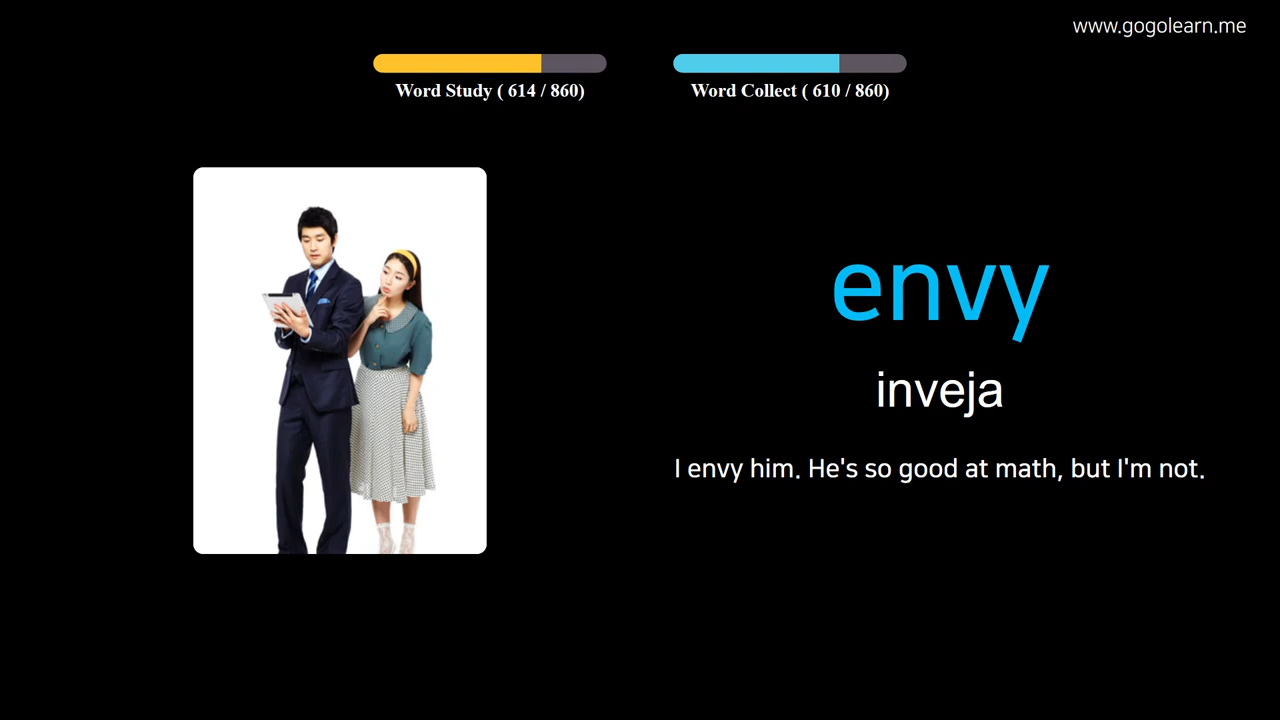 www.gogolearn.me
Word Study ( 614 / 860)
Word Collect ( 610 / 860)
envy
inveja
I envy him. He's so good at math, but I'm not.